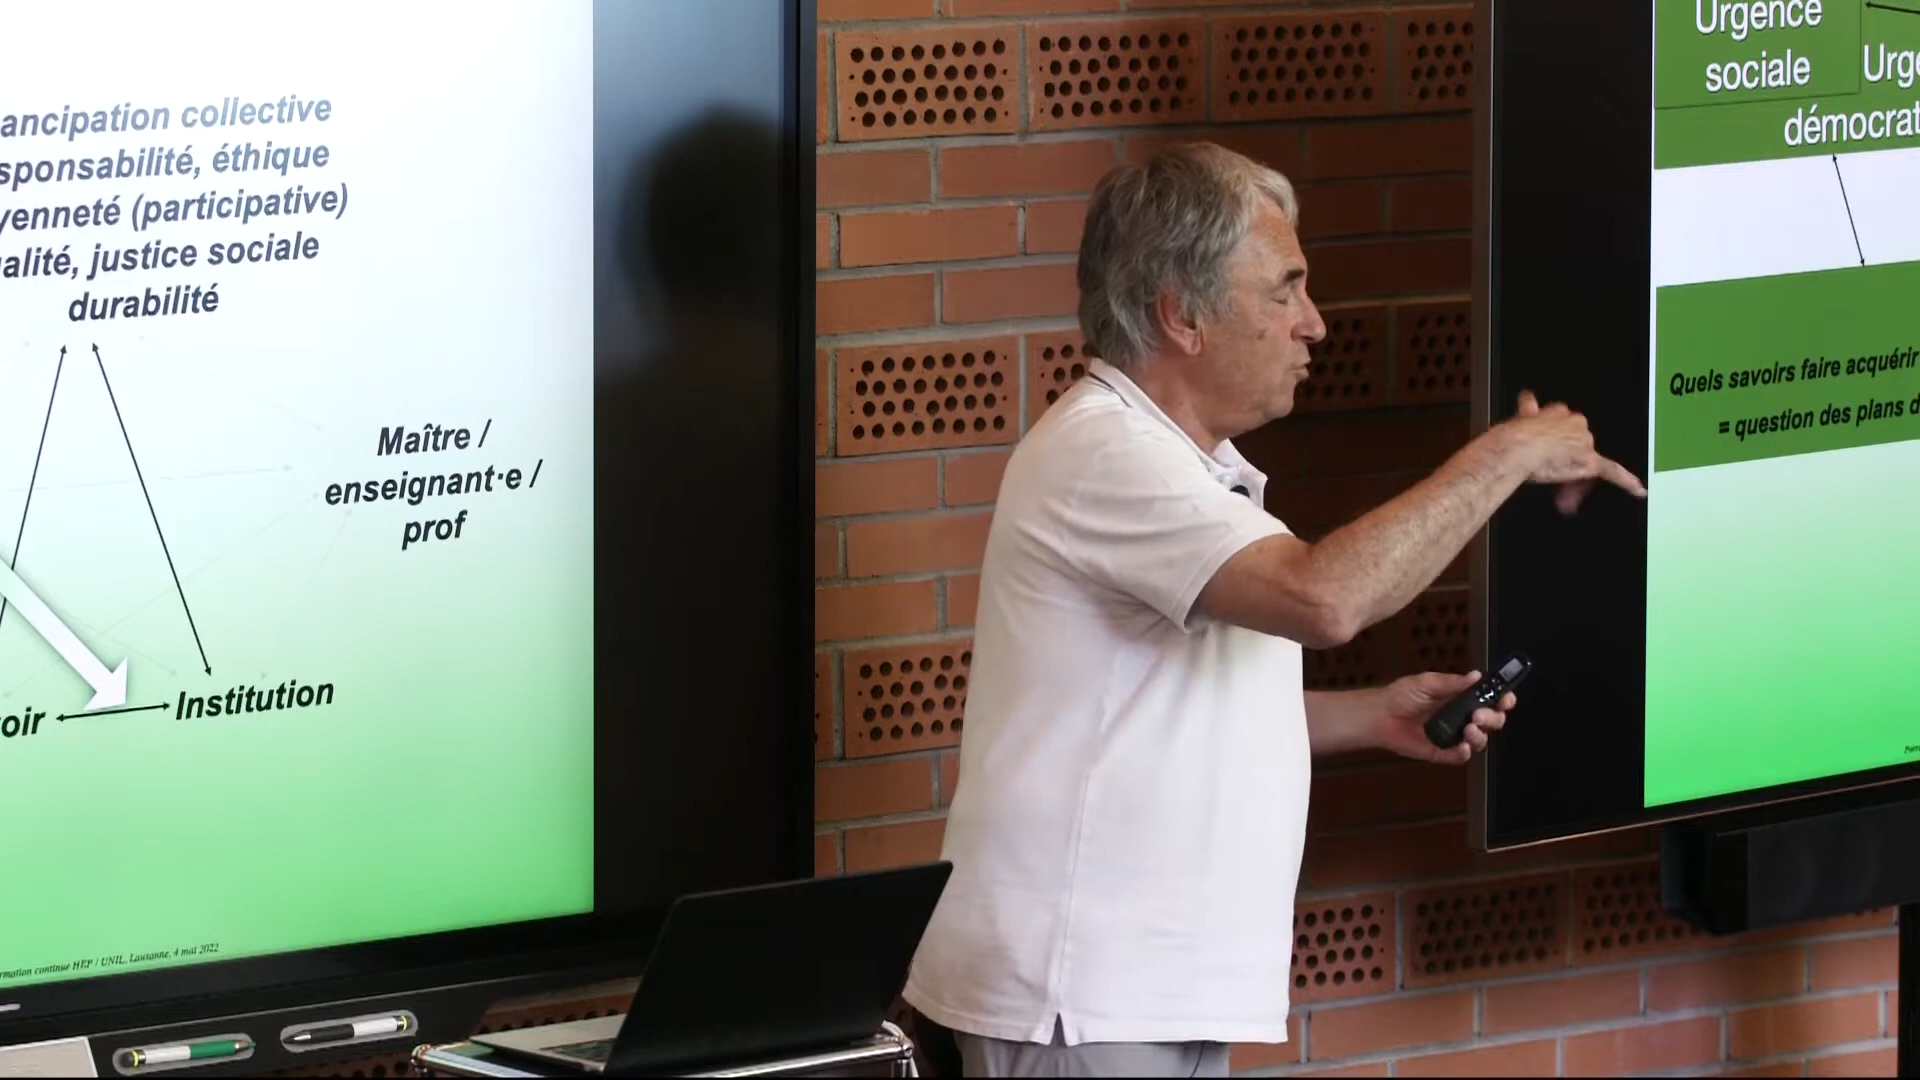 ancipation collective
sponsabilité, éthique
yenneté (participative)
alité, justice sociale
durabilité
Maître /
enseignant·e /
prof
oir
Institution
rmation continue HEP / UNIL, Lausanne, 4 mai 2022
Urgence
sociale
Urge
démocrat
Quels savoirs faire acquérir
= question des plans d